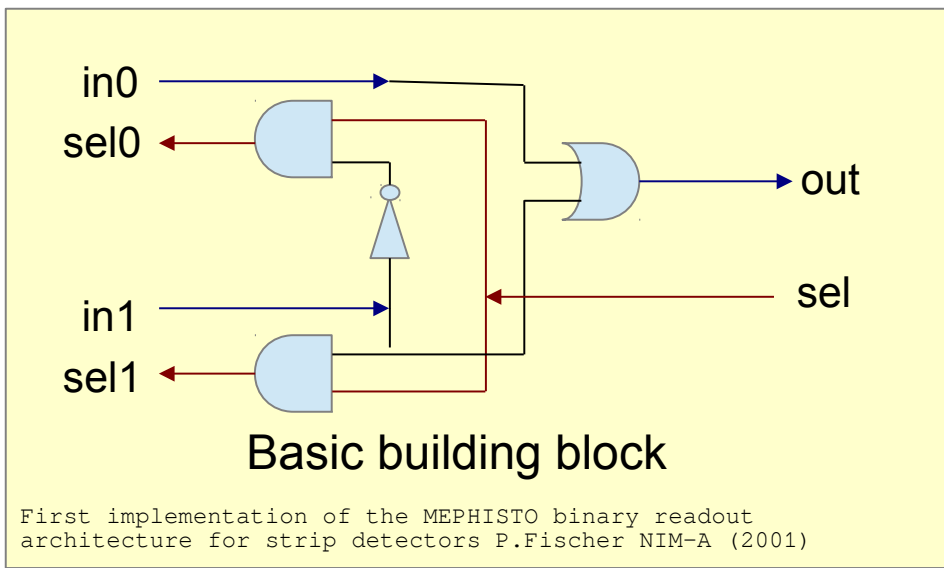 in0
sel0
out
sel
in1
sel1
Basic building block
First implementation of the MEPHISTO binary readout
architecture for strip detectors P.Fischer NIM-A (2001)